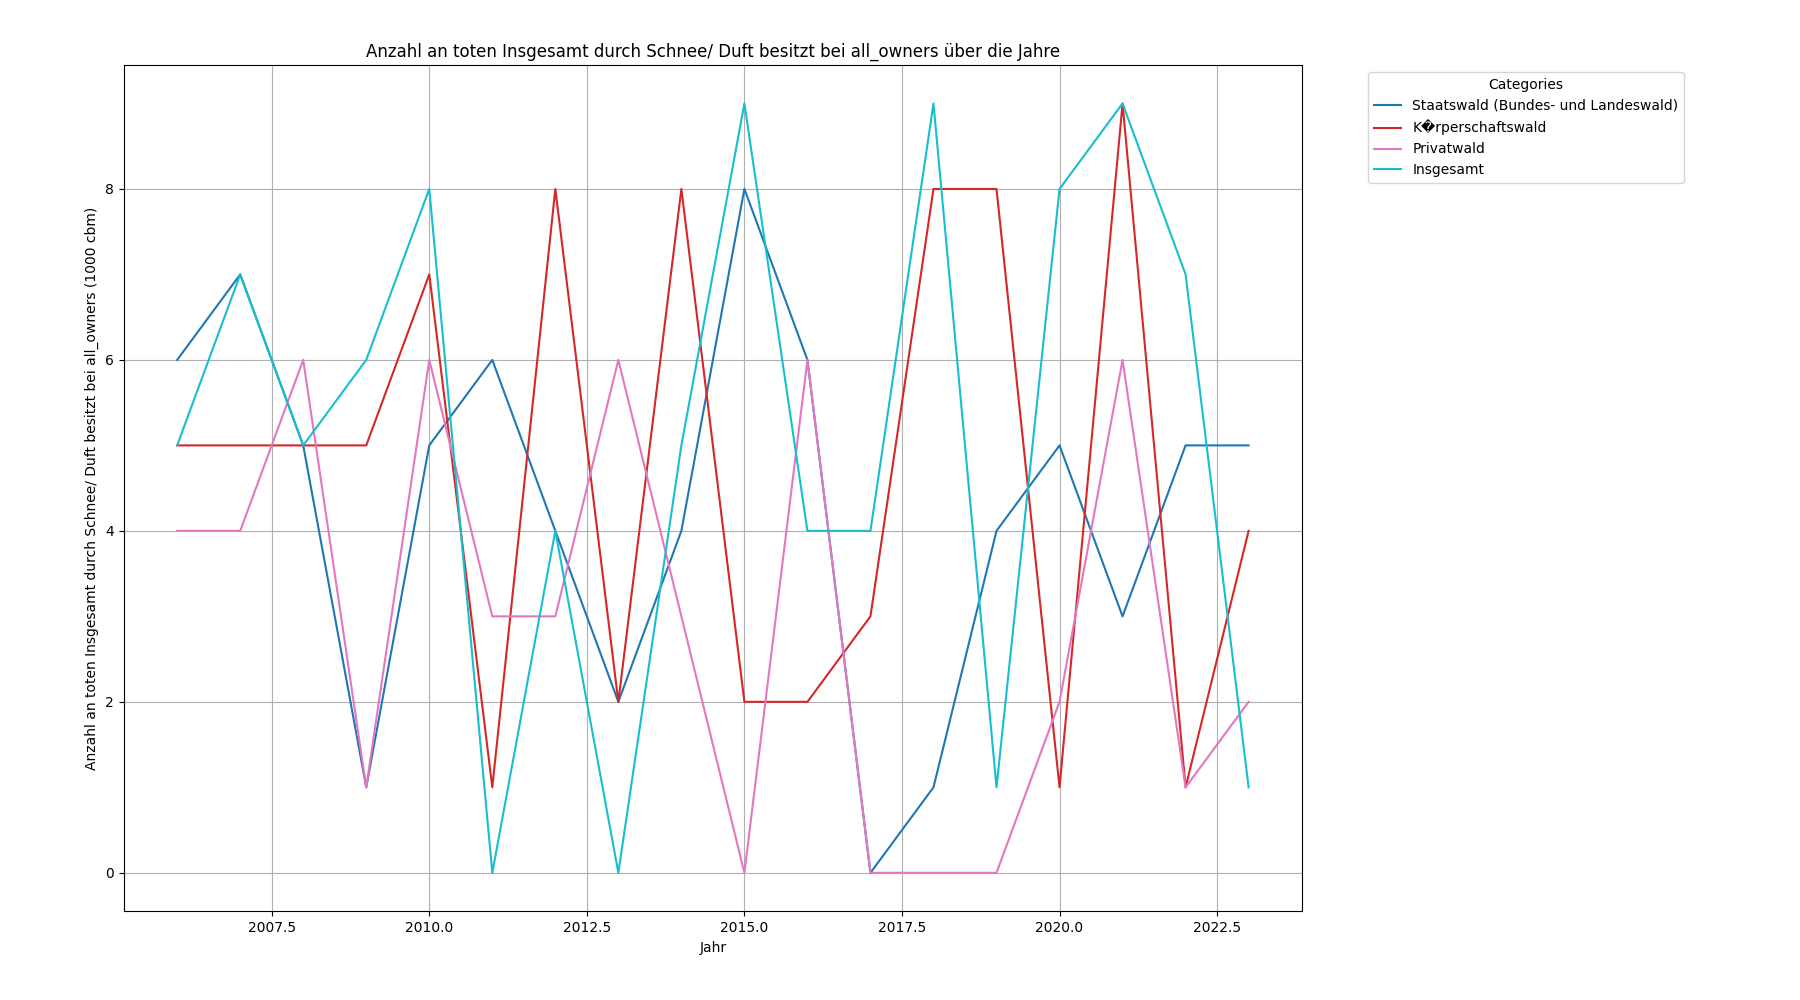 Anzahl an toten Insgesamt durch Schnee/ Duft besitzt bei all_owners über die Jahre
Categories
Staatswald (Bundes- und Landeswald)
K�rperschaftswald
Privatwald
Insgesamt
Anzahl an toten Insgesamt durch Schnee/ Duft besitzt bei all_owners (1000 cbm)
8
6
4
2
0
2007.5 2010.0 2012.5 2015.0 2017.5 2020.0 2022.5
Jahr